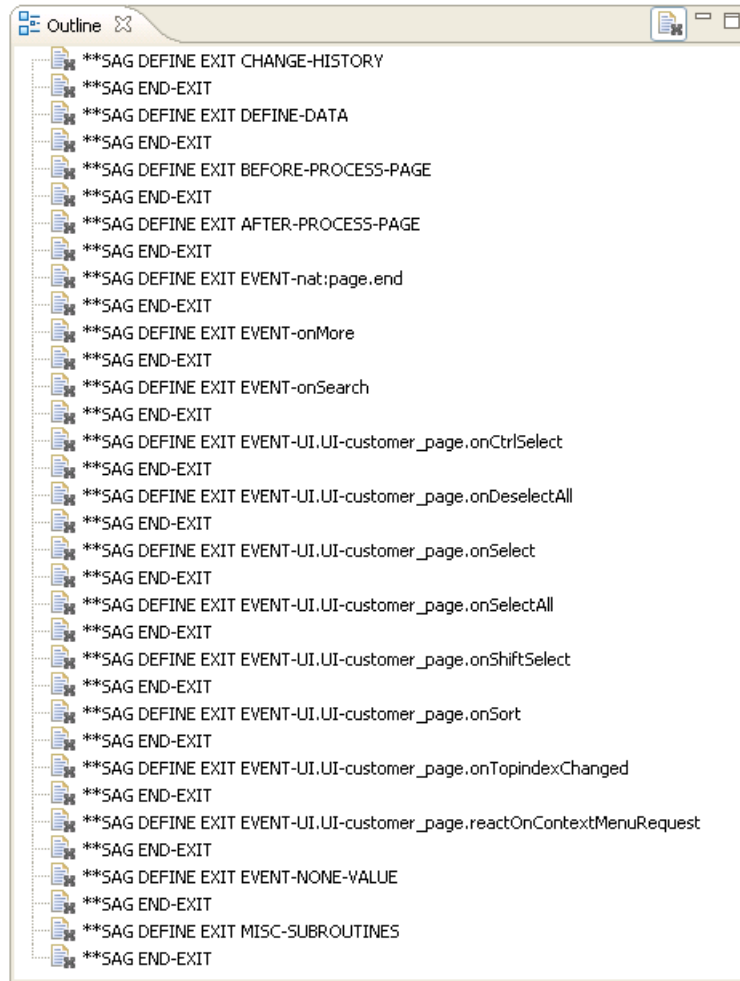 Outline
**SAG DEFINE EXIT CHANGE-HISTORY
**SAG END-EXIT
**SAG DEFINE EXIT DEFINE-DATA
**SAG END-EXIT
**SAG DEFINE EXIT BEFORE-PROCESS-PAGE
**SAG END-EXIT
**SAG DEFINE EXIT AFTER-PROCESS-PAGE
**SAG END-EXIT
**SAG DEFINE EXIT EVENT-nat:page.end
**SAG END-EXIT
**SAG DEFINE EXIT EVENT-onMore
**SAG END-EXIT
**SAG DEFINE EXIT EVENT-onSearch
**SAG END-EXIT
**SAG DEFINE EXIT EVENT-UI.UI-customer_page.onCtrlSelect
**SAG END-EXIT
**SAG DEFINE EXIT EVENT-UI.UI-customer_page.onDeselectAll
**SAG END-EXIT
**SAG DEFINE EXIT EVENT-UI.UI-customer_page.onSelect
**SAG END-EXIT
**SAG DEFINE EXIT EVENT-UI.UI-customer_page.onSelectAll
**SAG END-EXIT
**SAG DEFINE EXIT EVENT-UI.UI-customer_page.onShiftSelect
**SAG END-EXIT
**SAG DEFINE EXIT EVENT-UI.UI-customer_page.onSort
**SAG END-EXIT
**SAG DEFINE EXIT EVENT-UI.UI-customer_page.onTopindexChanged
**SAG END-EXIT
**SAG DEFINE EXIT EVENT-UI.UI-customer_page.reactOnContextMenuRequest
**SAG END-EXIT
**SAG DEFINE EXIT EVENT-NONE-VALUE
**SAG END-EXIT
**SAG DEFINE EXIT MISC-SUBROUTINES
**SAG END-EXIT